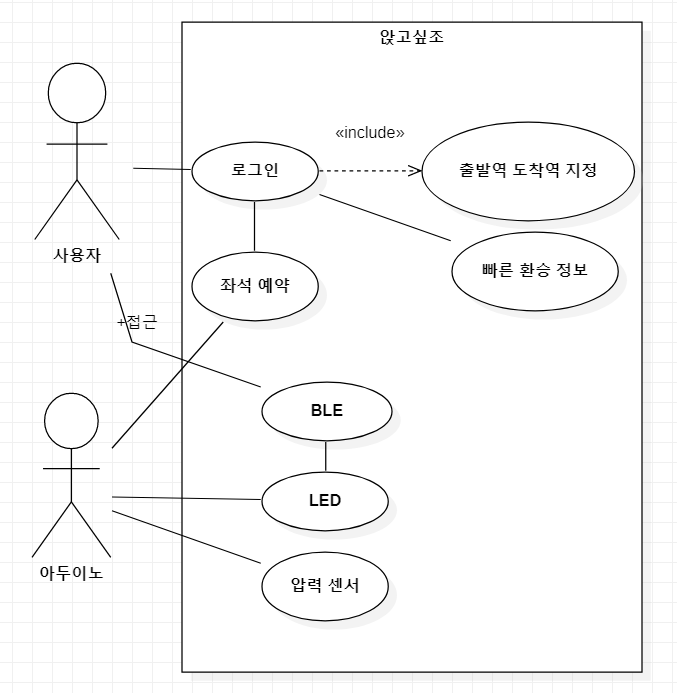 앉고싶조
«include»
로그인
출발역 도착역 지정
사용자
빠른 환승 정보
좌석 예약
+접근
BLE
LED
아두이노
압력 센서